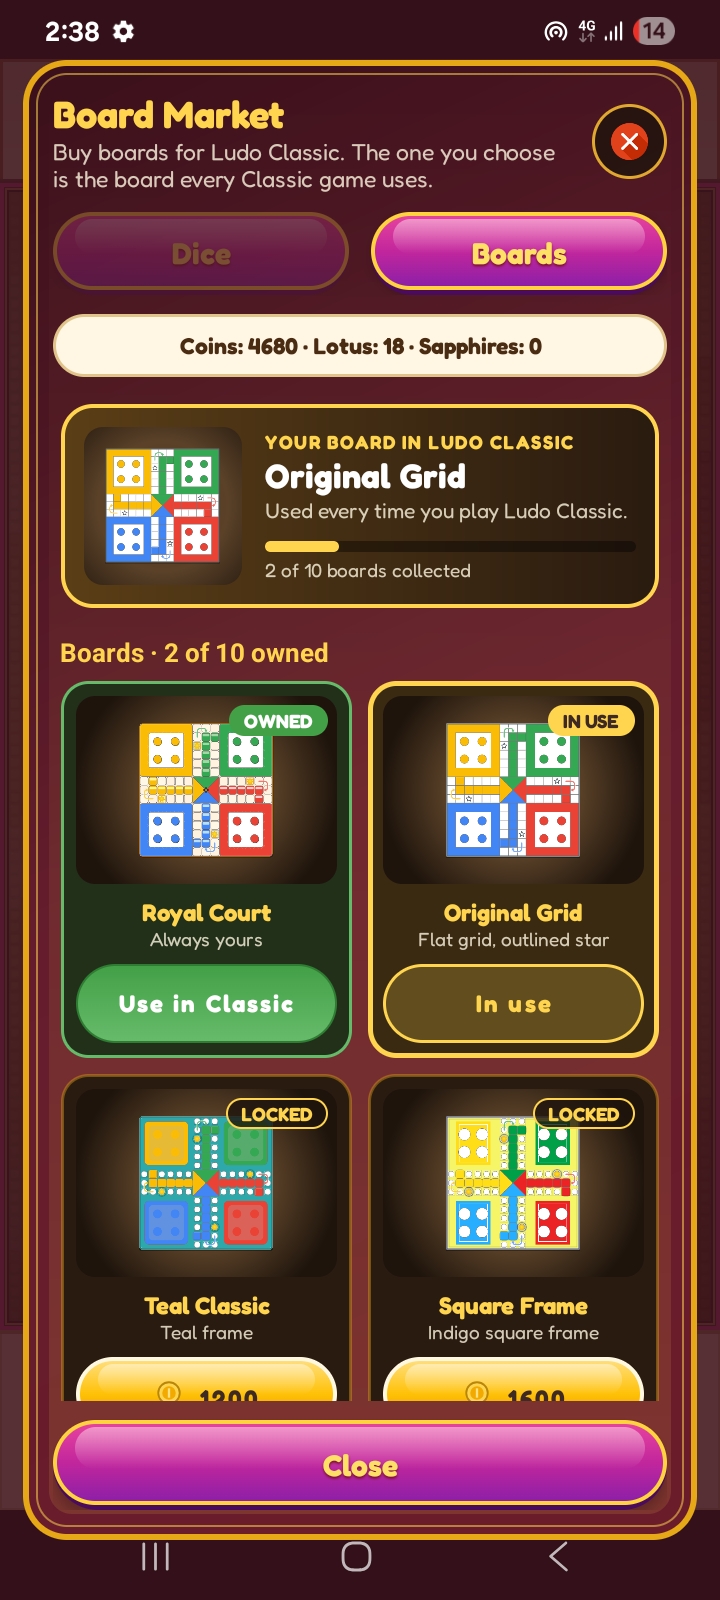 2:38
4G
14
Board Market
Buy boards for Ludo Classic. The one you choose
is the board every Classic game uses.
Dice
Boards
Coins: 4680 · Lotus: 18 · Sapphires: 0
YOUR BOARD IN LUDO CLASSIC
Original Grid
Used every time you play Ludo Classic.
2 of 10 boards collected
Boards · 2 of 10 owned
OWNED
IN USE
Royal Court
Original Grid
Always yours
Flat grid, outlined star
Use in Classic
In use
LOCKED
LOCKED
Teal Classic
Square Frame
Teal frame
Indigo square frame
1200
1600
Close